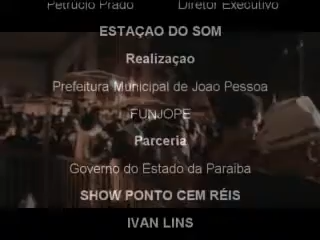 Petrucio Prado Diretor Executivo
ESTAÇAO DO SOM
Realizaçao
Prefeitura Municipal de Joao Pessoa
FUNJOPE
Parceria
Governo do Estado da Paraiba
SHOW PONTO CEM RÉIS
IVAN LINS